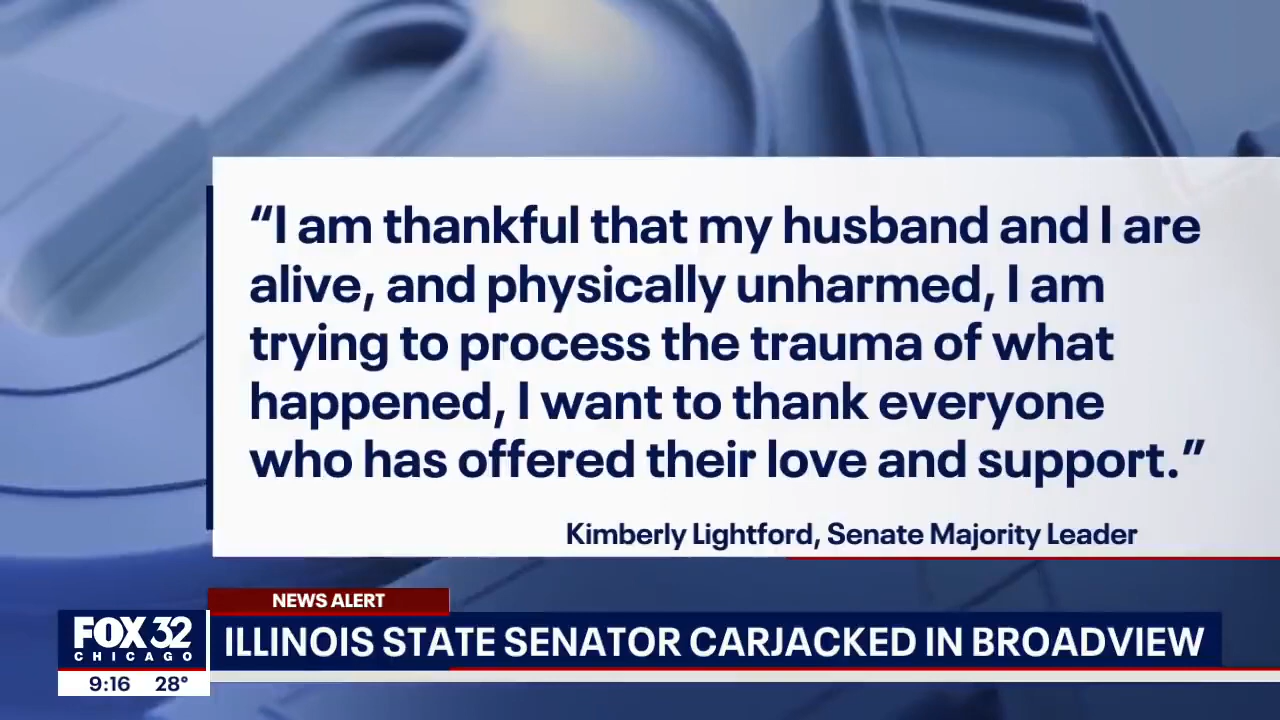 “I am thankful that my husband and I are
alive, and physically unharmed, I am
trying to process the trauma of what
happened, I want to thank everyone
who has offered their love and support.”
Kimberly Lightford, Senate Majority Leader
NEWS ALERT
FOX 32
CHICAGO
ILLINOIS STATE SENATOR CARJACKED IN BROADVIEW
9:16 28°